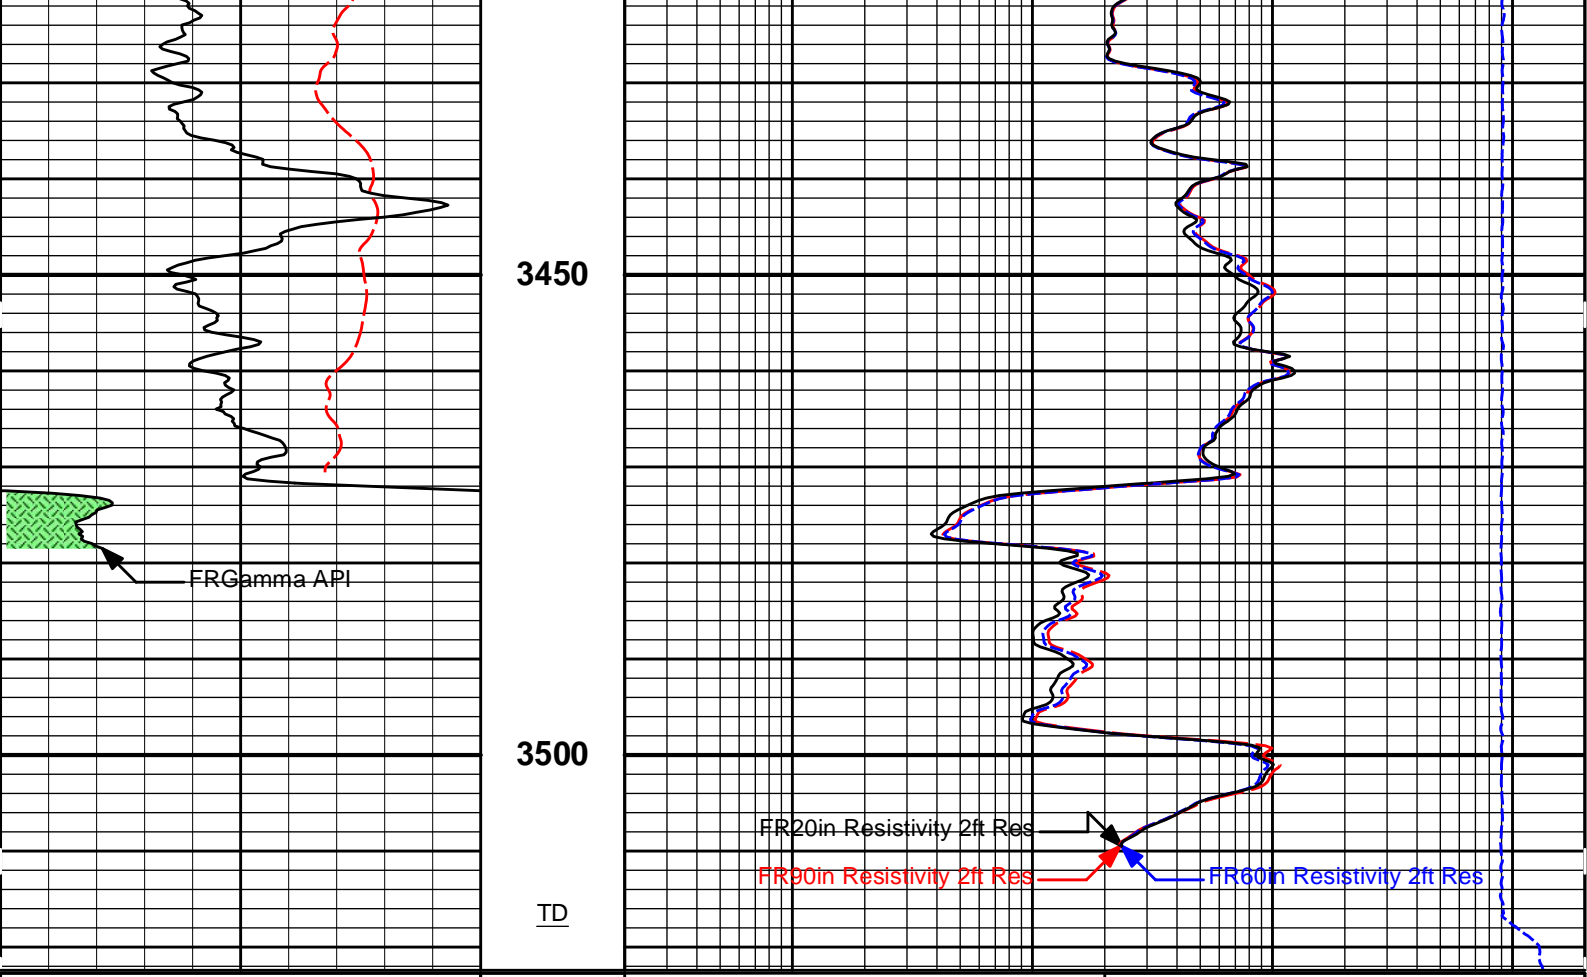 3450
FRGamma API
3500
FR20in Resistivity 2ft Res
FR90in Resistivity 2ft Res
FR60in Resistivity 2ft Res
TD